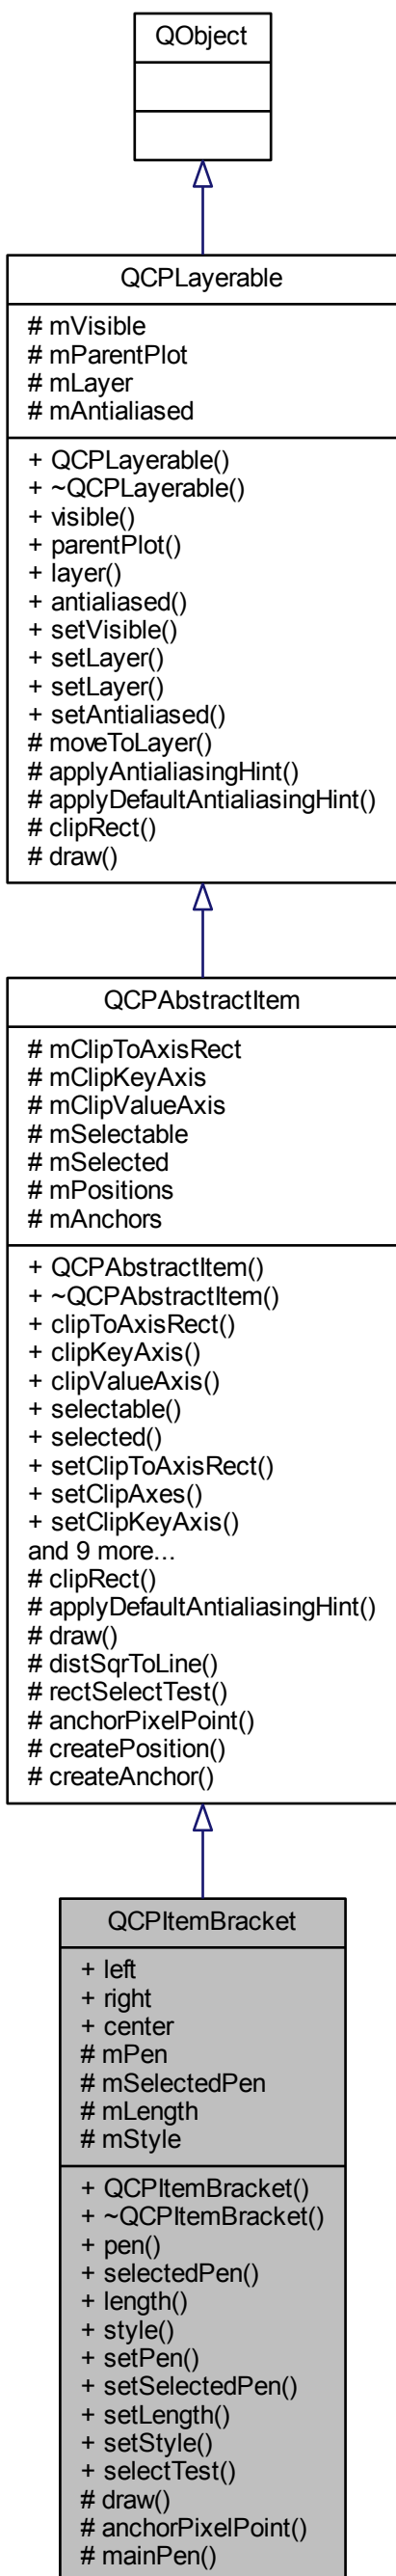 QObject
QCPLayerable
# mVisible
# mParentPlot
# mLayer
# mAntialiased
+ QCPLayerable()
+ ~QCPLayerable()
+ visible()
+ parentPlot()
+ layer()
+ antialiased()
+ setVisible()
+ setLayer()
+ setLayer()
+ setAntialiased()
# moveToLayer()
# applyAntialiasingHint()
# applyDefaultAntialiasingHint()
# clipRect()
# draw()
QCPAbstractItem
# mClipToAxisRect
# mClipKeyAxis
# mClipValueAxis
# mSelectable
# mSelected
# mPositions
# mAnchors
+ QCPAbstractItem()
+ ~QCPAbstractItem()
+ clipToAxisRect()
+ clipKeyAxis()
+ clipValueAxis()
+ selectable()
+ selected()
+ setClipToAxisRect()
+ setClipAxes()
+ setClipKeyAxis()
and 9 more...
# clipRect()
# applyDefaultAntialiasingHint()
# draw()
# distSqrToLine()
# rectSelectTest()
# anchorPixelPoint()
# createPosition()
# createAnchor()
QCPItemBracket
+ left
+ right
+ center
# mPen
# mSelectedPen
# mLength
# mStyle
+ QCPItemBracket()
+ ~QCPItemBracket()
+ pen()
+ selectedPen()
+ length()
+ style()
+ setPen()
+ setSelectedPen()
+ setLength()
+ setStyle()
+ selectTest()
# draw()
# anchorPixelPoint()
# mainPen()